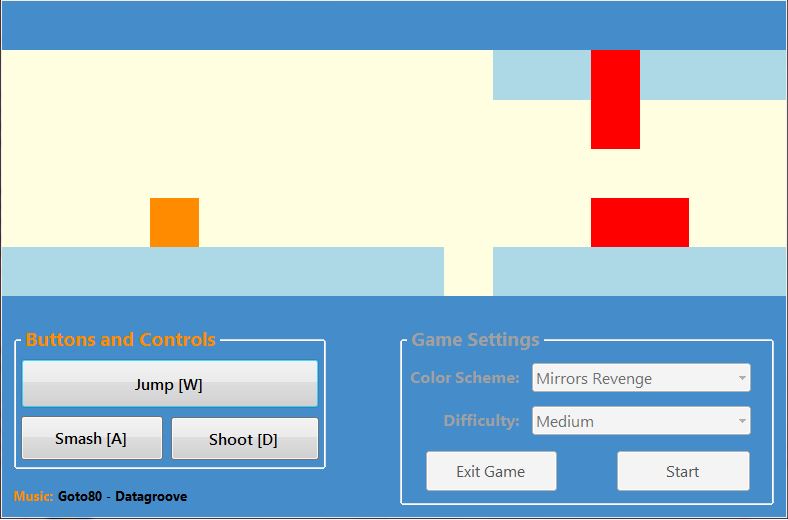 Buttons and Controls
Jump [W]
Smash [A]
Shoot [D]
Music: Goto80 - Datagroove
Game Settings
Color Scheme: Mirrors Revenge
Difficulty: Medium
Exit Game
Start